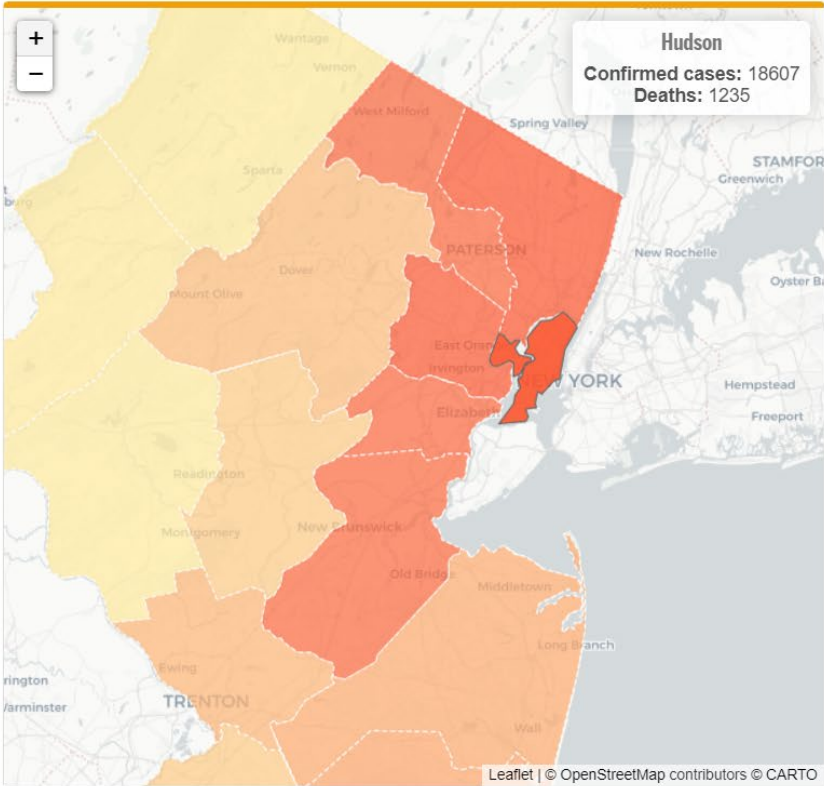 +
−
Hudson
Confirmed cases: 18607
Deaths: 1235
Wantage
Vernon
West Milford
Spring Valley
STAMFOR
Greenwich
Sparta
New Rochelle
PATERSON
Dover
Oyster Ba
Mount Olive
East Oran
Irvington
NEW YORK
Hempstead
Elizabeth
Freeport
Readington
New Brunswick
Montgomery
Old Bridge
Middletown
Long Branch
Ewing
rington
TRENTON
Warminster
Wall
Leaflet | © OpenStreetMap contributors © CARTO